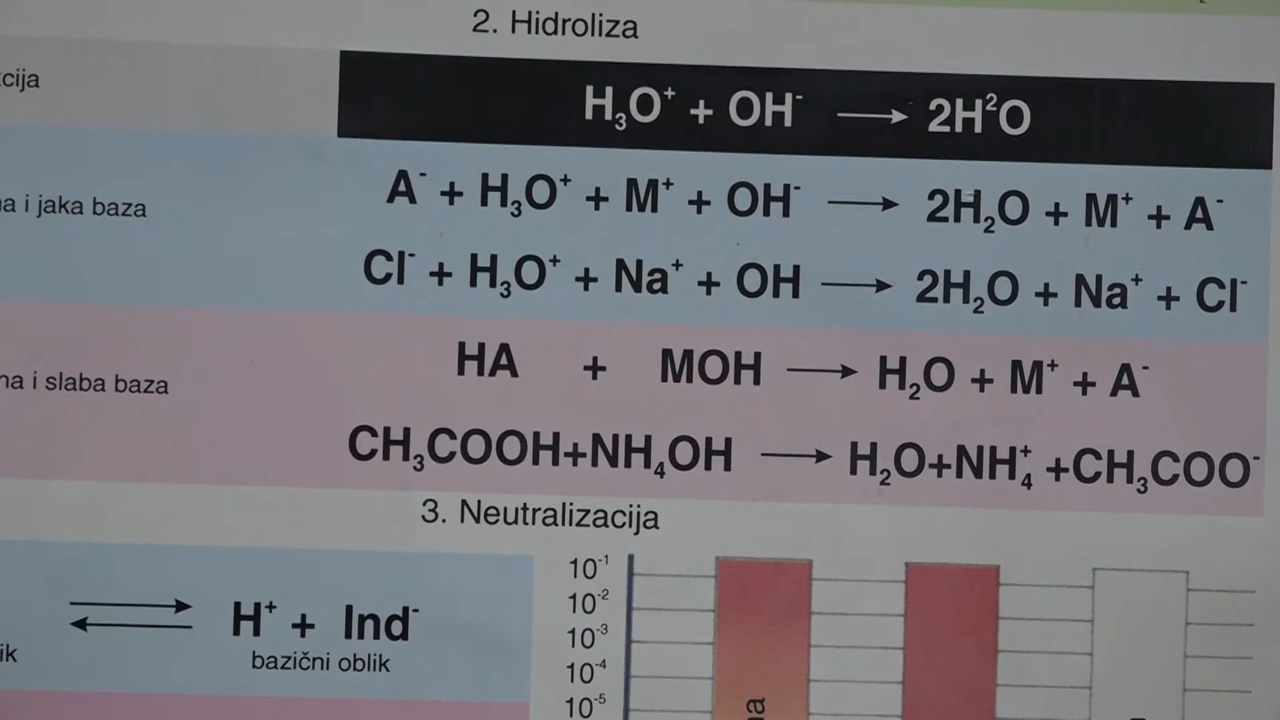 2. Hidroliza
cija
H₃O⁺ + OH⁻ ⟶ 2H²O
A⁻ + H₃O⁺ + M⁺ + OH⁻ ⟶ 2H₂O + M⁺ + A⁻
na i jaka baza
Cl⁻ + H₃O⁺ + Na⁺ + OH ⟶ 2H₂O + Na⁺ + Cl⁻
HA + MOH ⟶ H₂O + M⁺ + A⁻
na i slaba baza
CH₃COOH+NH₄OH ⟶ H₂O+NH₄⁺ +CH₃COO⁻
3. Neutralizacija
10⁻¹
10⁻²
H⁺ + Ind⁻
10⁻³
ik
bazični oblik
10⁻⁴
10⁻⁵
na